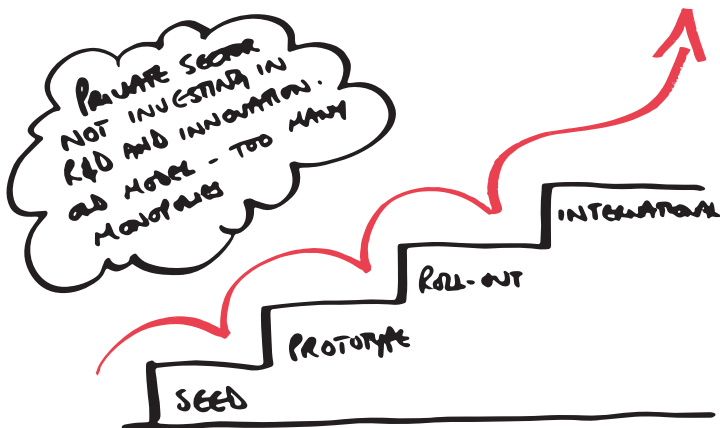 PRIVATE SECTOR
NOT INVESTING IN
R&D AND INNOVATION.
OLD MODEL - TOO MANY
MONOPOLIES
INTERNATIONAL
ROLL-OUT
PROTOTYPE
SEED